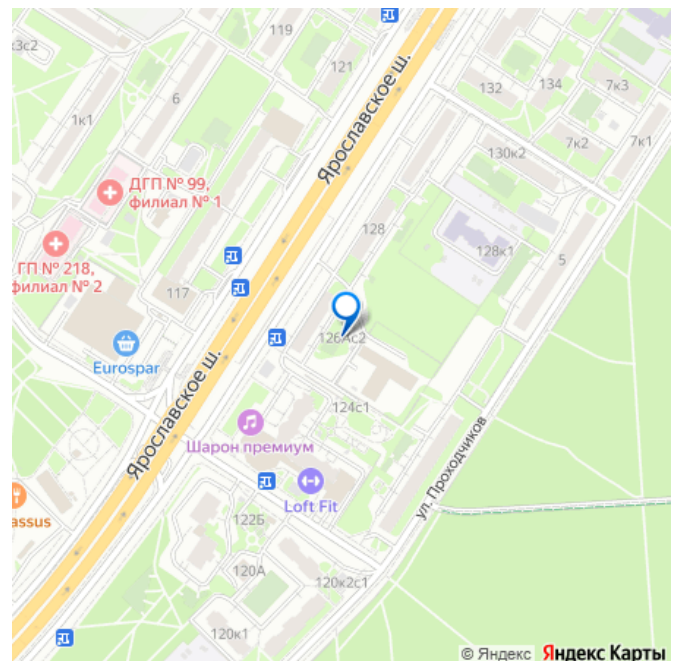 119
к3с2
121
6
132
134
7к3
1к1
Ярославское ш.
7к2
7к1
130к2
ДГП № 99,
филиал № 1
128
128к1
5
ГП № 218,
филиал № 2
117
126Ас2
Eurospar
Ярославское ш.
124с1
Шарон премиум
ул. Проходчиков
Loft Fit
assus
122Б
120А
120к2с1
120к1
© Яндекс Яндекс Карты